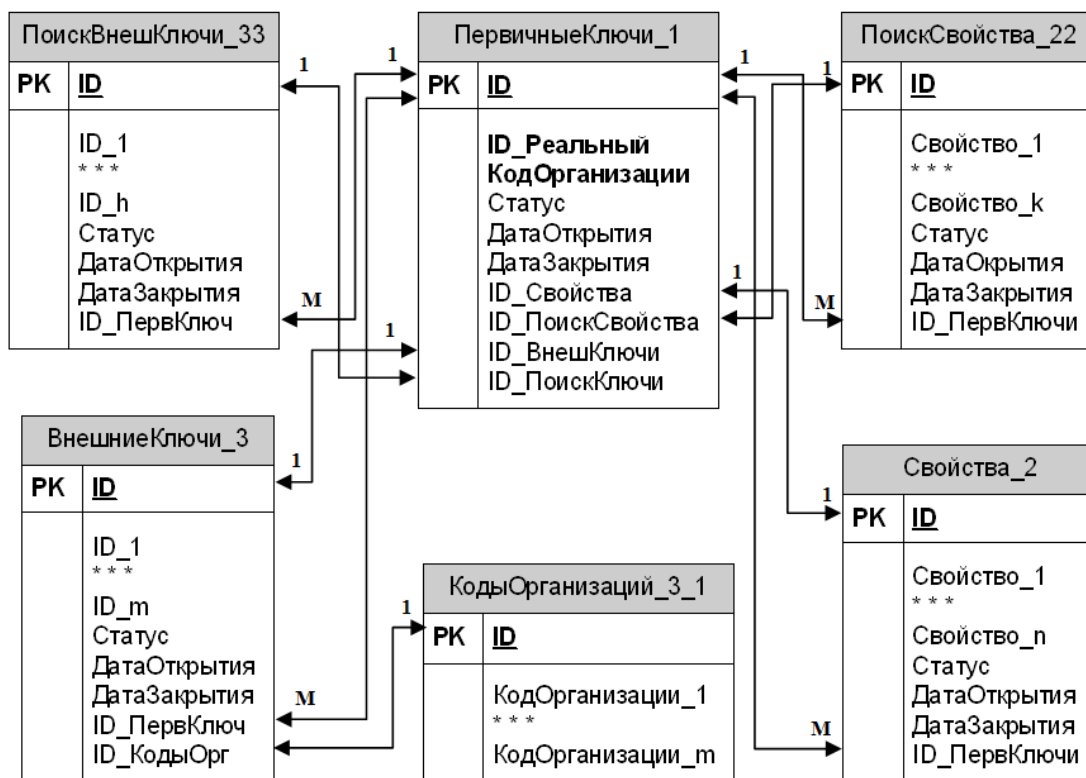 ПоискВнешКлючи_33
PK ID
ID_1
* * *
ID_h
Статус
ДатаОткрытия
ДатаЗакрытия
ID_ПервКлюч
1
M
1
ПервичныеКлючи_1
PK ID
ID_Реальный
КодОрганизации
Статус
ДатаОткрытия
ДатаЗакрытия
ID_Свойства
ID_ПоискСвойства
ID_ВнешКлючи
ID_ПоискКлючи
1
1
1
1
M
ПоискСвойства_22
PK ID
Свойство_1
* * *
Свойство_k
Статус
ДатаОкрытия
ДатаЗакрытия
ID_ПервКлючи
ВнешниеКлючи_3
PK ID
ID_1
* * *
ID_m
Статус
ДатаОткрытия
ДатаЗакрытия
ID_ПервКлюч
ID_КодыОрг
1
M
1
КодыОрганизаций_3_1
PK ID
КодОрганизации_1
* * *
КодОрганизации_m
1
M
Свойства_2
PK ID
Свойство_1
* * *
Свойство_n
Статус
ДатаОткрытия
ДатаЗакрытия
ID_ПервКлючи